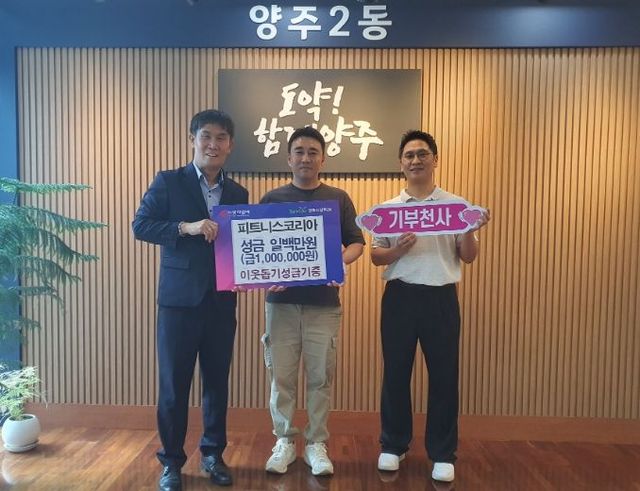 양주2동
도약!
함께양주
피트니스코리아
성금 일백만원
(금1,000,000원)
이웃돕기성금기증
기부천사